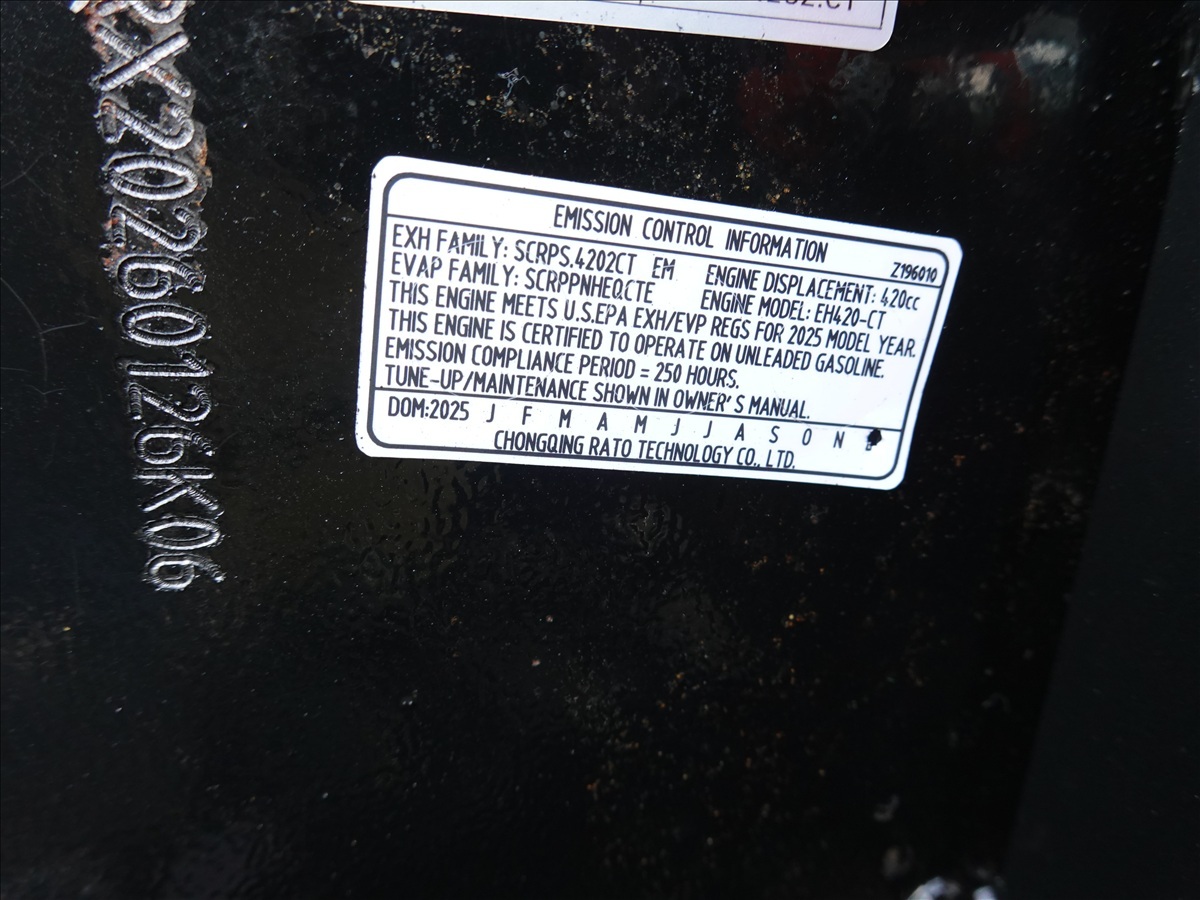 EMISSION CONTROL INFORMATION
Z196010
EXH FAMILY: SCRPS.4202CT EM ENGINE DISPLACEMENT: 420cc
EVAP FAMILY: SCRPPNHEQCTE ENGINE MODEL: EH420-CT
THIS ENGINE MEETS U.S.EPA EXH/EVP REGS FOR 2025 MODEL YEAR.
THIS ENGINE IS CERTIFIED TO OPERATE ON UNLEADED GASOLINE.
EMISSION COMPLIANCE PERIOD = 250 HOURS.
TUNE-UP/MAINTENANCE SHOWN IN OWNER'S MANUAL.
DOM:2025 J F M A M J J A S O N
CHONGQING RATO TECHNOLOGY CO., LTD.
X20260126K06